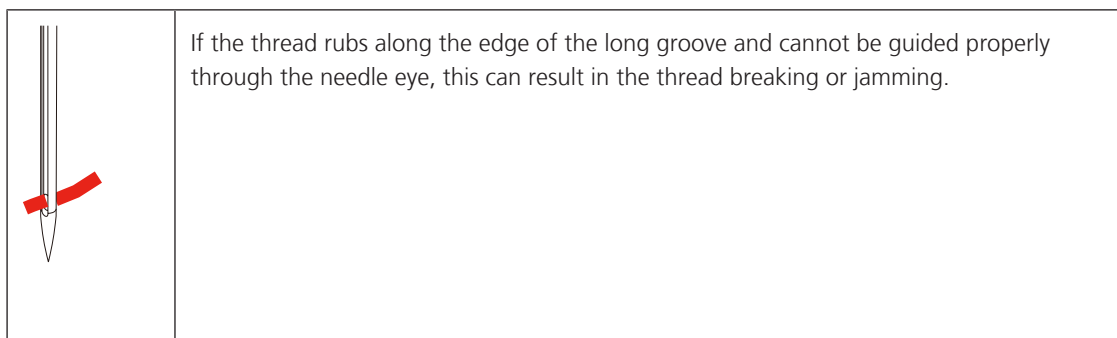 If the thread rubs along the edge of the long groove and cannot be guided properly
through the needle eye, this can result in the thread breaking or jamming.